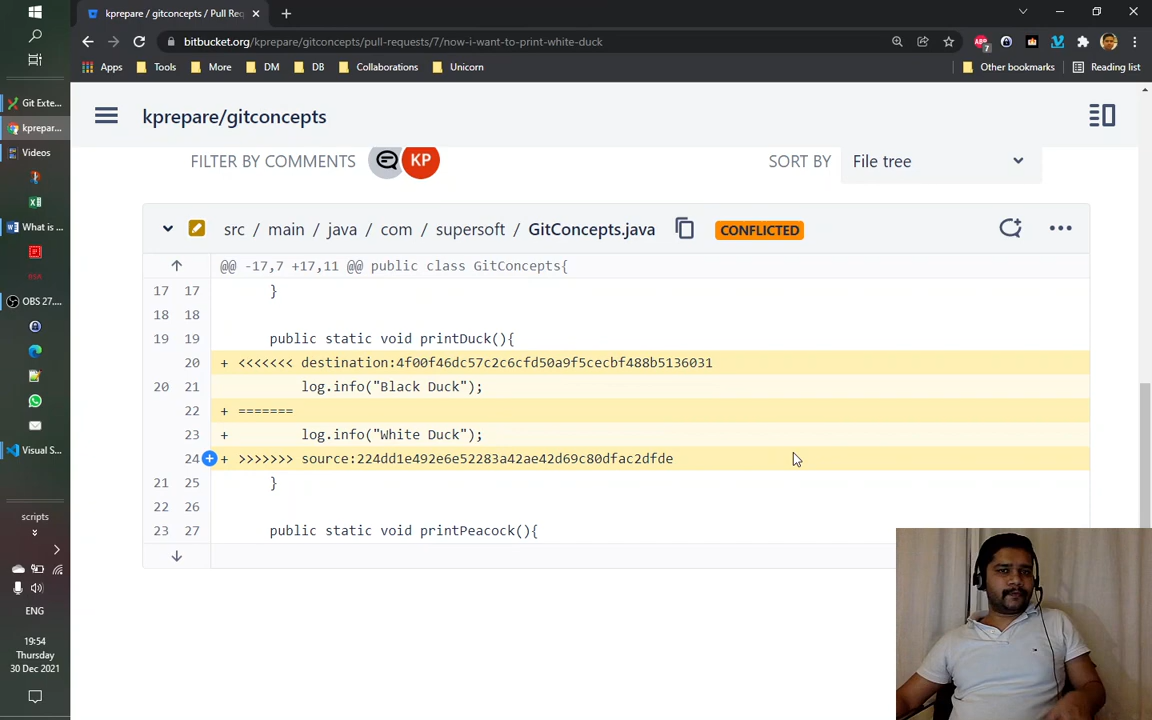 kprepare / gitconcepts / Pull Req
bitbucket.org/kprepare/gitconcepts/pull-requests/7/now-i-want-to-print-white-duck
7
Apps
Tools
More
DM
DB
Collaborations
Unicorn
Other bookmarks
Reading list
kprepare/gitconcepts
FILTER BY COMMENTS
KP
SORT BY
File tree
src / main / java / com / supersoft / GitConcepts.java
CONFLICTED
@@ -17,7 +17,11 @@ public class GitConcepts{
17 17 }
18 18
19 19 public static void printDuck(){
20 + <<<<<<< destination:4f00f46dc57c2c6cfd50a9f5cecbf488b5136031
20 21 log.info("Black Duck");
22 + =======
23 + log.info("White Duck");
24 + >>>>>>> source:224dd1e492e6e52283a42ae42d69c80dfac2dfde
21 25 }
22 26
23 27 public static void printPeacock(){
Git Exte...
kprepar...
Videos
What is ...
OBS 27....
Visual S...
scripts
ENG
19:54
Thursday
30 Dec 2021